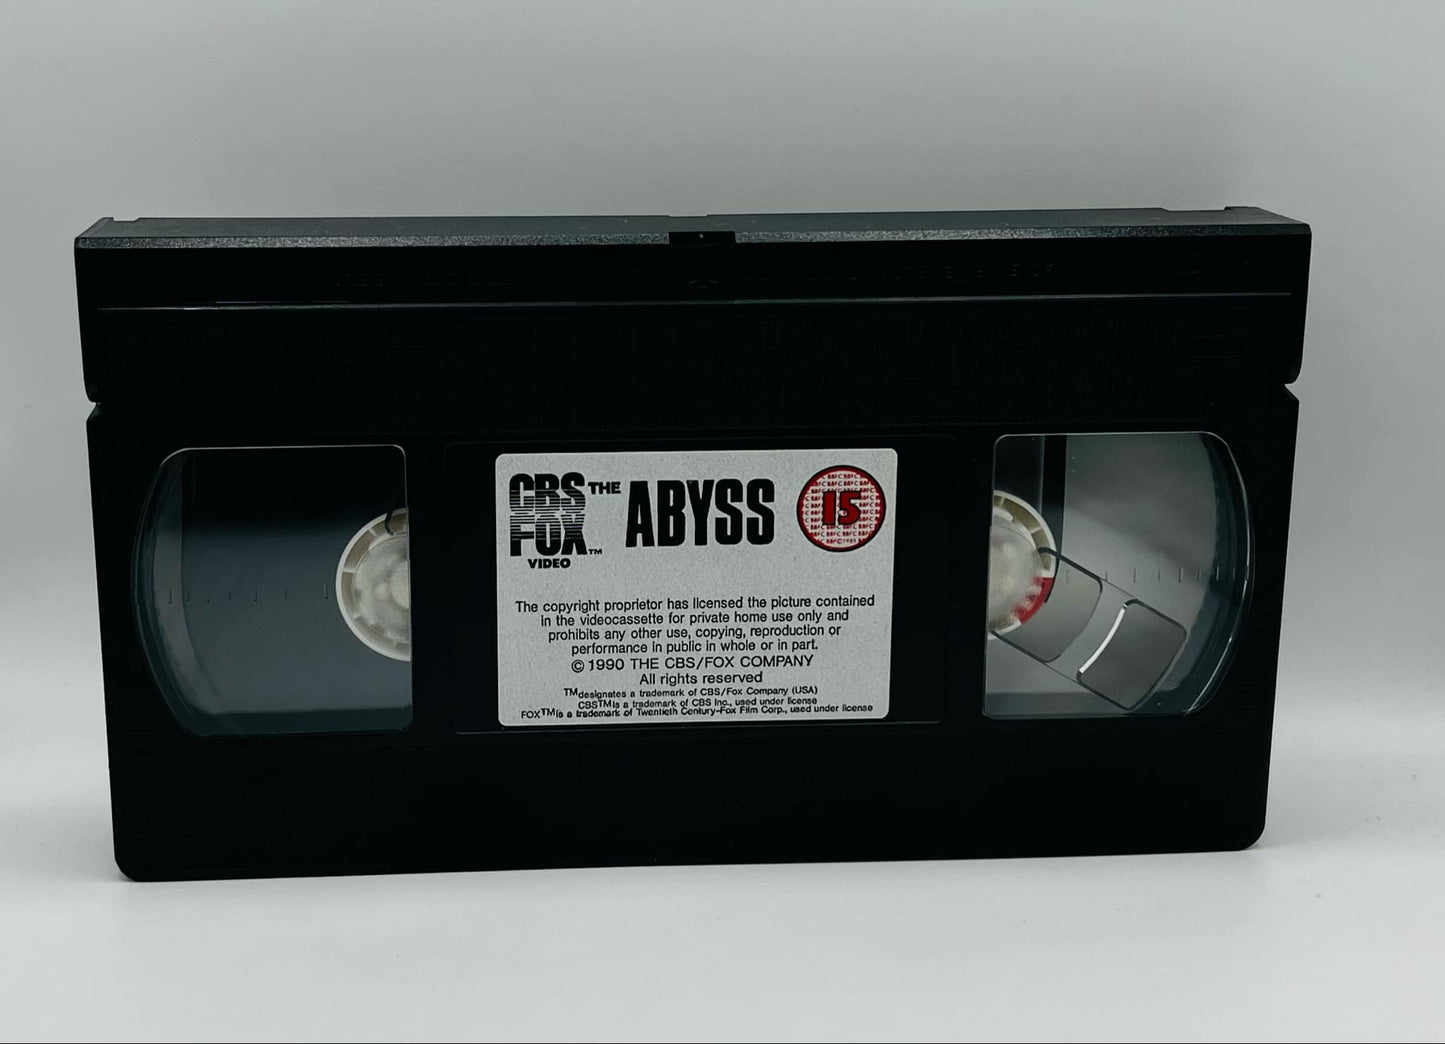 CBS FOX VIDEO ™
THE ABYSS
15
The copyright proprietor has licensed the picture contained
in the videocassette for private home use only and
prohibits any other use, copying, reproduction or
performance in public in whole or in part.
© 1990 THE CBS/FOX COMPANY
All rights reserved
TM designates a trademark of CBS/Fox Company (USA)
CBS TM is a trademark of CBS Inc., used under license
FOX TM is a trademark of Twentieth Century-Fox Film Corp., used under license